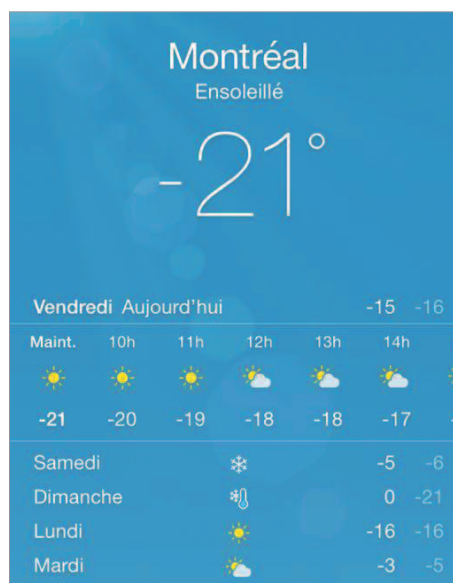 Montréal
Ensoleillé
-21°
Vendredi Aujourd'hui -15 -16
Maint. 10h 11h 12h 13h 14h
-21 -20 -19 -18 -18 -17
Samedi -5 -6
Dimanche 0 -21
Lundi -16 -16
Mardi -3 -5